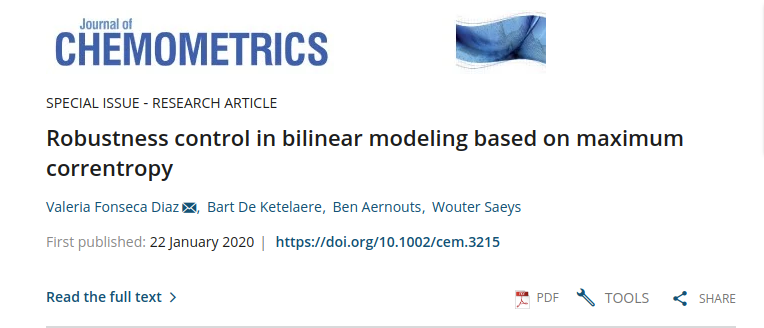 Journal of
CHEMOMETRICS
SPECIAL ISSUE - RESEARCH ARTICLE
Robustness control in bilinear modeling based on maximum
correntropy
Valeria Fonseca Diaz, Bart De Ketelaere, Ben Aernouts, Wouter Saeys
First published: 22 January 2020 | https://doi.org/10.1002/cem.3215
Read the full text PDF TOOLS SHARE